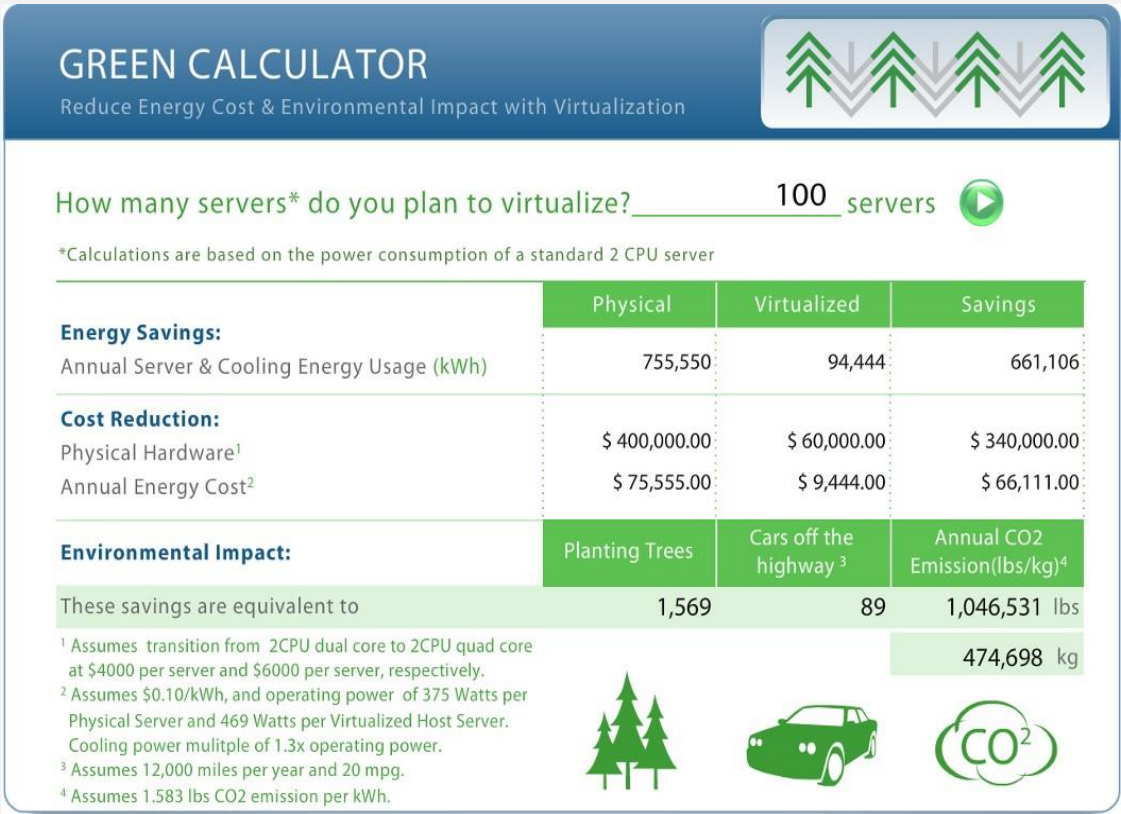 GREEN CALCULATOR
Reduce Energy Cost & Environmental Impact with Virtualization
How many servers* do you plan to virtualize? 100 servers
*Calculations are based on the power consumption of a standard 2 CPU server
Physical Virtualized Savings
Energy Savings:
Annual Server & Cooling Energy Usage (kWh) 755,550 94,444 661,106
Cost Reduction:
Physical Hardware¹ $ 400,000.00 $ 60,000.00 $ 340,000.00
Annual Energy Cost² $ 75,555.00 $ 9,444.00 $ 66,111.00
Environmental Impact:
Planting Trees
Cars off the
highway ³
Annual CO2
Emission(lbs/kg)⁴
These savings are equivalent to 1,569 89 1,046,531 lbs
474,698 kg
¹ Assumes transition from 2CPU dual core to 2CPU quad core
at $4000 per server and $6000 per server, respectively.
² Assumes $0.10/kWh, and operating power of 375 Watts per
Physical Server and 469 Watts per Virtualized Host Server.
Cooling power mulitple of 1.3x operating power.
³ Assumes 12,000 miles per year and 20 mpg.
⁴ Assumes 1.583 lbs CO2 emission per kWh.
CO²